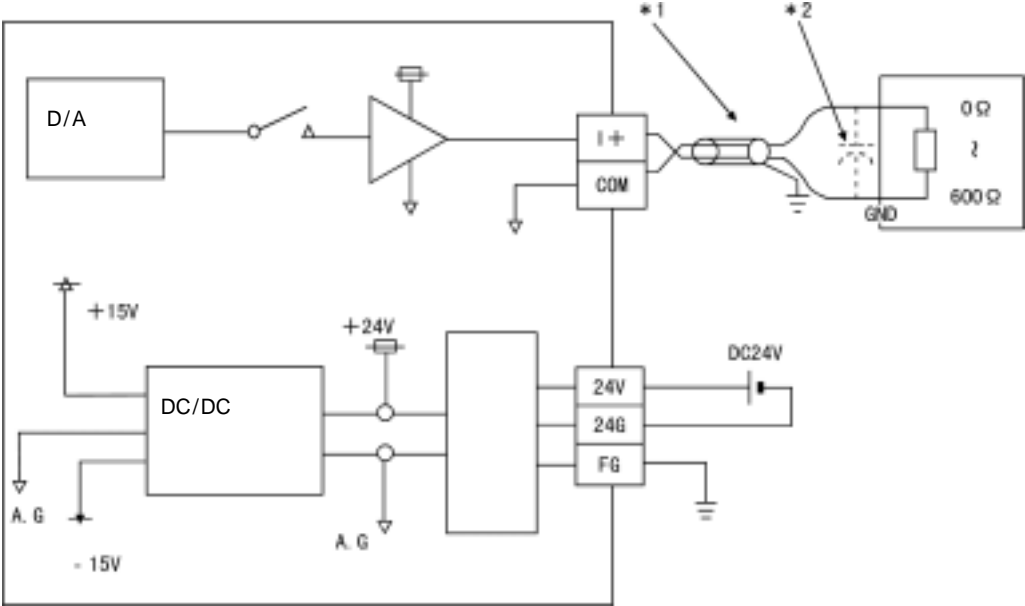 *1
*2
D/A
I+
COM
0Ω
~
600Ω
GND
+15V
+24V
DC/DC
24V
24G
FG
DC24V
A.G
A.G
- 15V